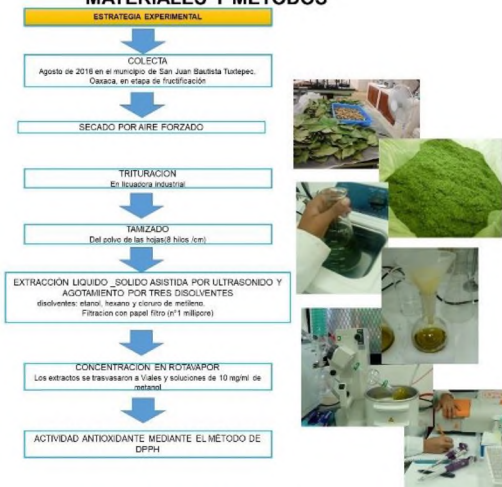 MATERIALES Y MÉTODOS
ESTRATEGIA EXPERIMENTAL
COLECTA
Agosto de 2016 en el municipio de San Juan Bautista Tuxtepec,
Oaxaca, en etapa de fructificación
SECADO POR AIRE FORZADO
TRITURACION
En licuadora industrial
TAMIZADO
Del polvo de las hojas(8 hilos /cm)
EXTRACCIÓN LIQUIDO _SOLIDO ASISTIDA POR ULTRASONIDO Y
AGOTAMIENTO POR TRES DISOLVENTES
disolventes: etanol, hexano y cloruro de metileno.
Filtracion con papel filtro (n°1 millipore)
CONCENTRACIÓN EN ROTAVAPOR
Los extractos se trasvasaron a Viales y soluciones de 10 mg/ml de
metanol
ACTIVIDAD ANTIOXIDANTE MEDIANTE EL MÉTODO DE
DPPH